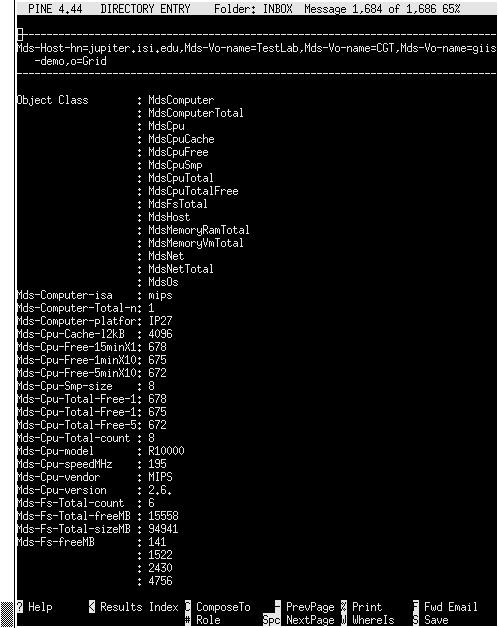 PINE 4.44   DIRECTORY ENTRY   Folder: INBOX  Message 1,684 of 1,686 65%
Mds-Host-hn=jupiter.isi.edu,Mds-Vo-name=TestLab,Mds-Vo-name=CGT,Mds-Vo-name=giis
-demo,o=Grid
Object Class : MdsComputer
: MdsComputerTotal
: MdsCpu
: MdsCpuCache
: MdsCpuFree
: MdsCpuSmp
: MdsCpuTotal
: MdsCpuTotalFree
: MdsFsTotal
: MdsHost
: MdsMemoryRamTotal
: MdsMemoryVmTotal
: MdsNet
: MdsNetTotal
: MdsOs
Mds-Computer-isa : mips
Mds-Computer-Total-n: 1
Mds-Computer-platfor: IP27
Mds-Cpu-Cache-l2kB : 4096
Mds-Cpu-Free-15minX1: 678
Mds-Cpu-Free-1minX10: 675
Mds-Cpu-Free-5minX10: 672
Mds-Cpu-Smp-size : 8
Mds-Cpu-Total-Free-1: 678
Mds-Cpu-Total-Free-1: 675
Mds-Cpu-Total-Free-5: 672
Mds-Cpu-Total-count : 8
Mds-Cpu-model : R10000
Mds-Cpu-speedMHz : 195
Mds-Cpu-vendor : MIPS
Mds-Cpu-version : 2.6.
Mds-Fs-Total-count : 6
Mds-Fs-Total-freeMB : 15558
Mds-Fs-Total-sizeMB : 94941
Mds-Fs-freeMB : 141
: 1522
: 2430
: 4756
? Help   < Results Index   C ComposeTo   - PrevPage   % Print   F Fwd Email
# Role   Spc NextPage   W WhereIs   S Save